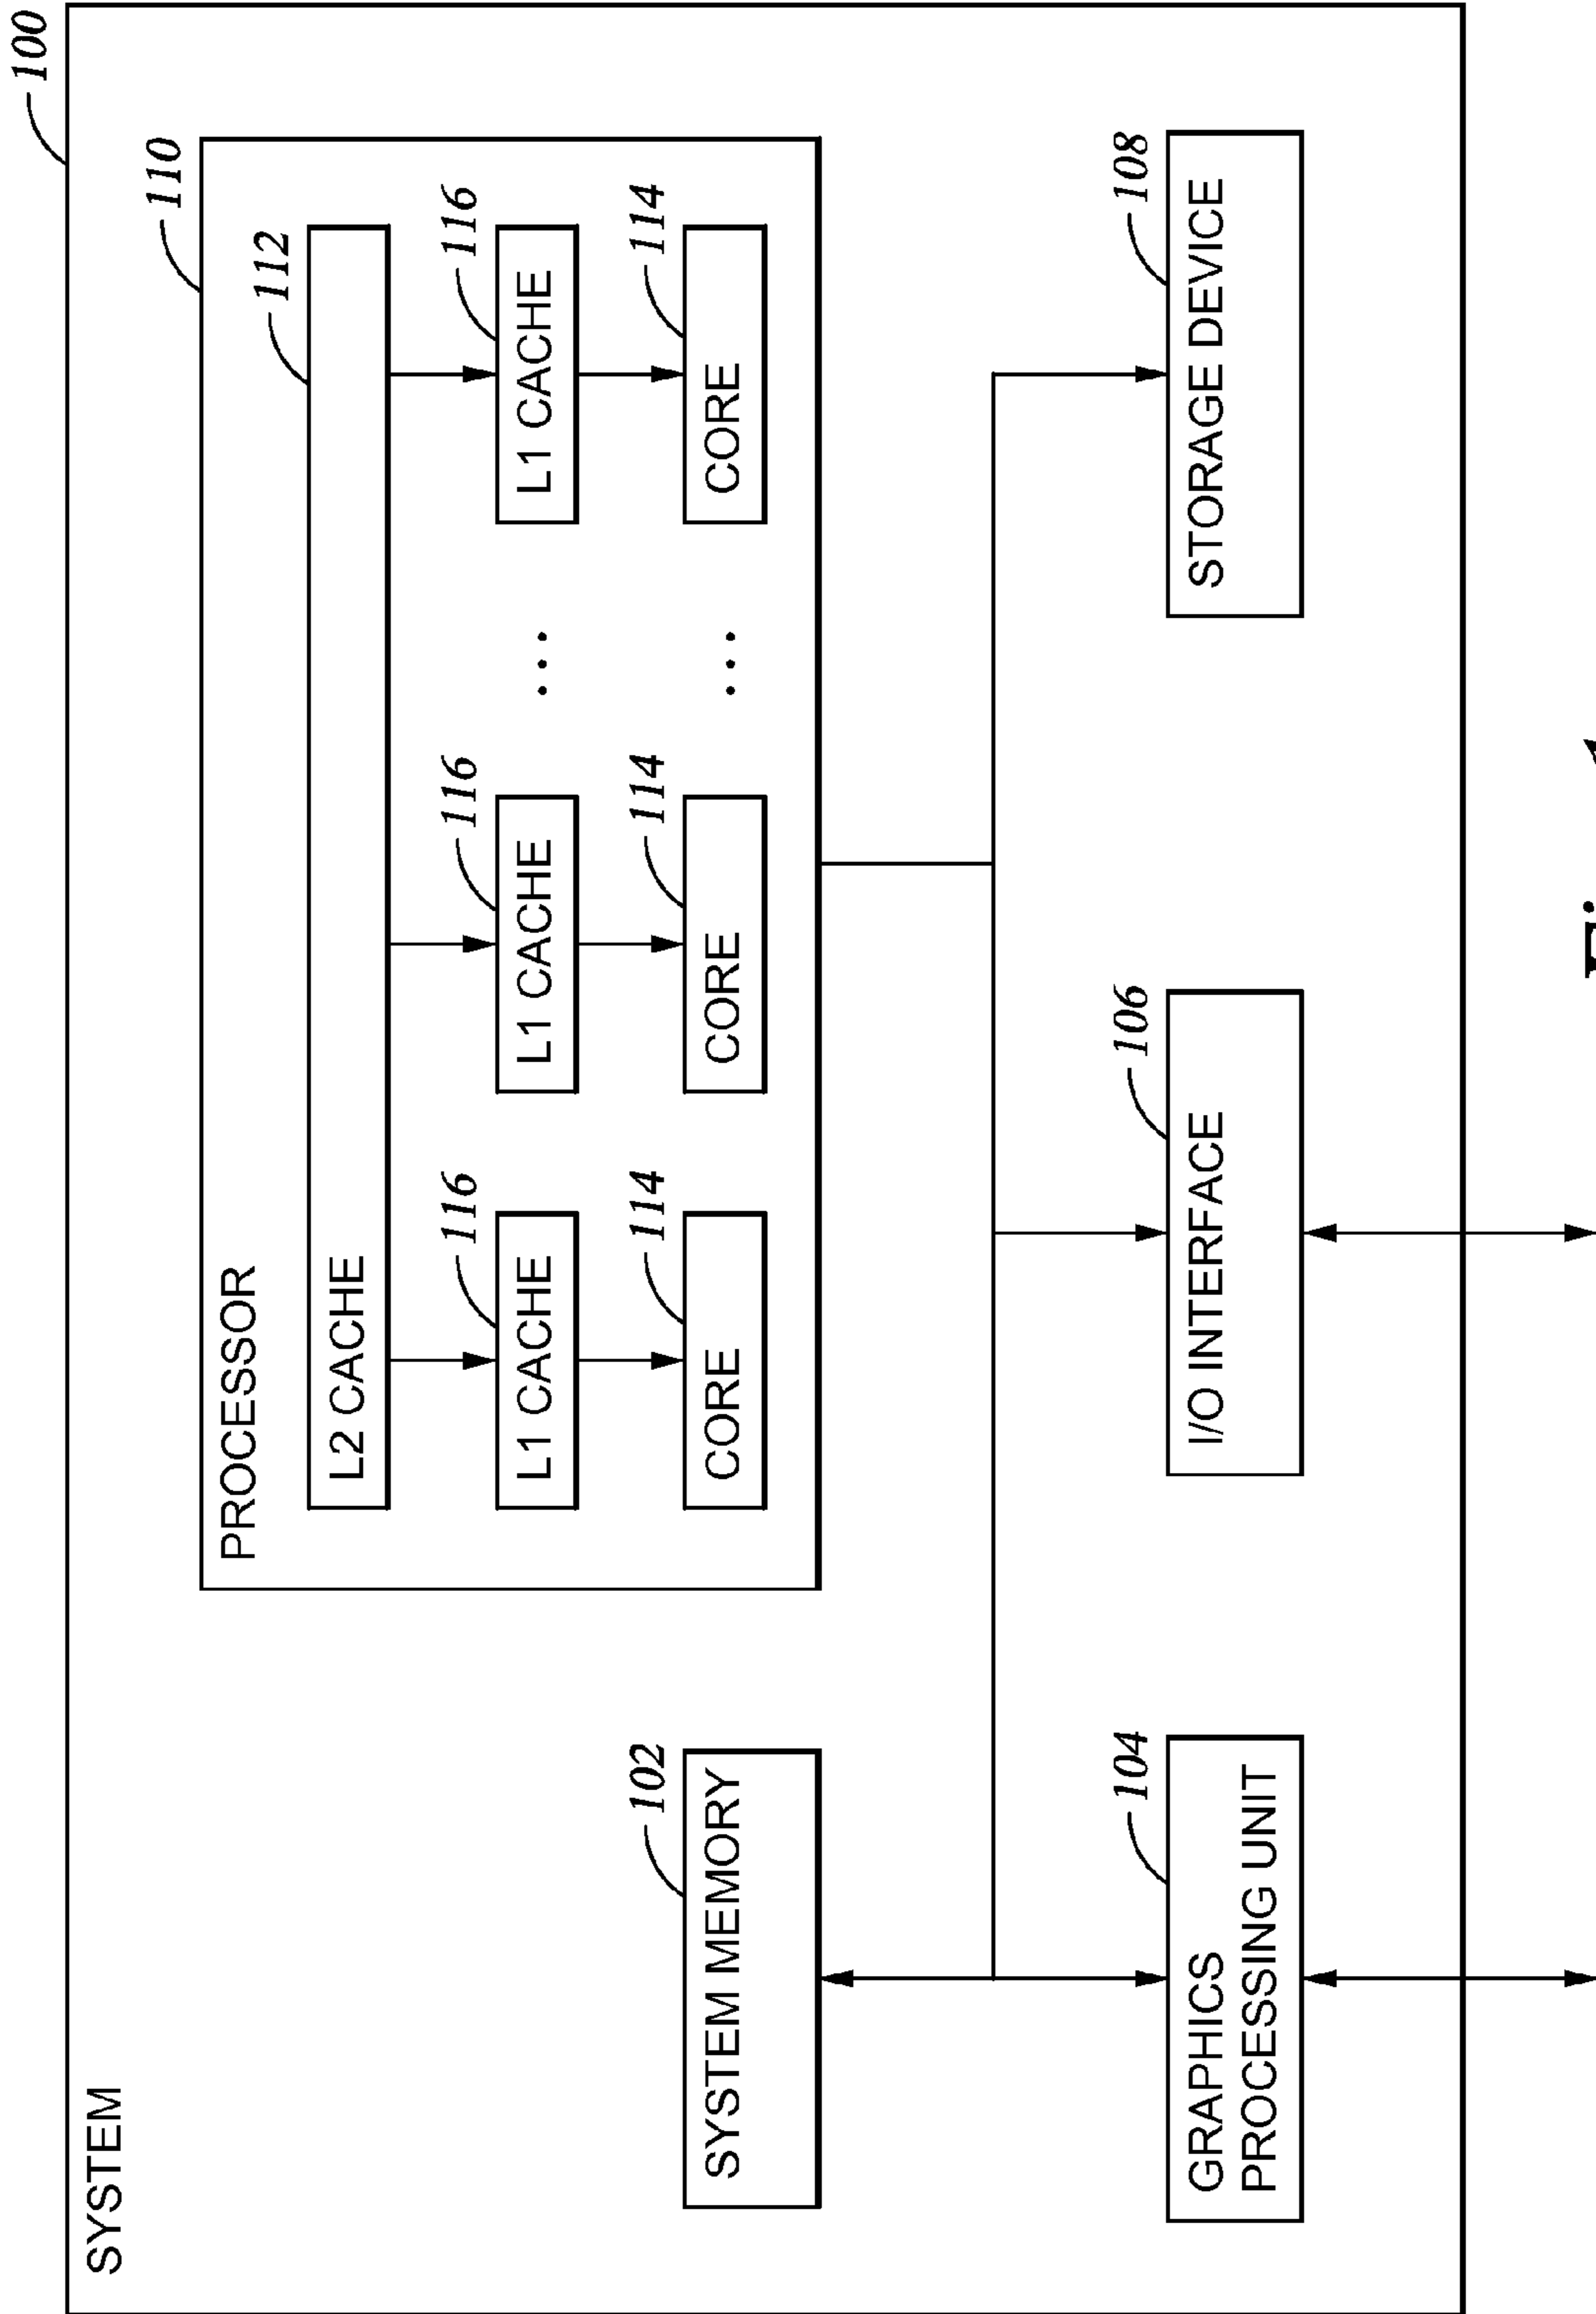 100
SYSTEM
110
PROCESSOR
112
L2 CACHE
116 116 116
L1 CACHE L1 CACHE ... L1 CACHE
102 114 114 114
SYSTEM MEMORY CORE CORE ... CORE
104 106 108
GRAPHICS I/O INTERFACE STORAGE DEVICE
PROCESSING UNIT